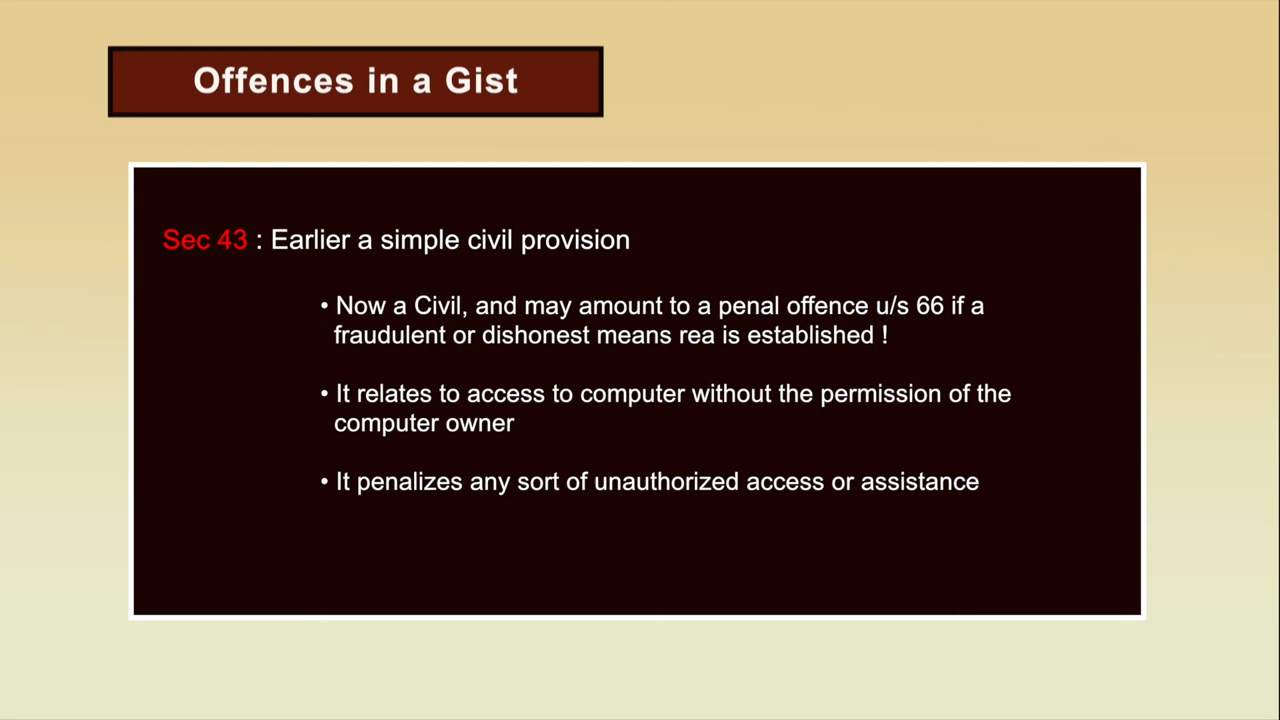 Offences in a Gist
Sec 43 : Earlier a simple civil provision
• Now a Civil, and may amount to a penal offence u/s 66 if a
fraudulent or dishonest means rea is established !
• It relates to access to computer without the permission of the
computer owner
• It penalizes any sort of unauthorized access or assistance